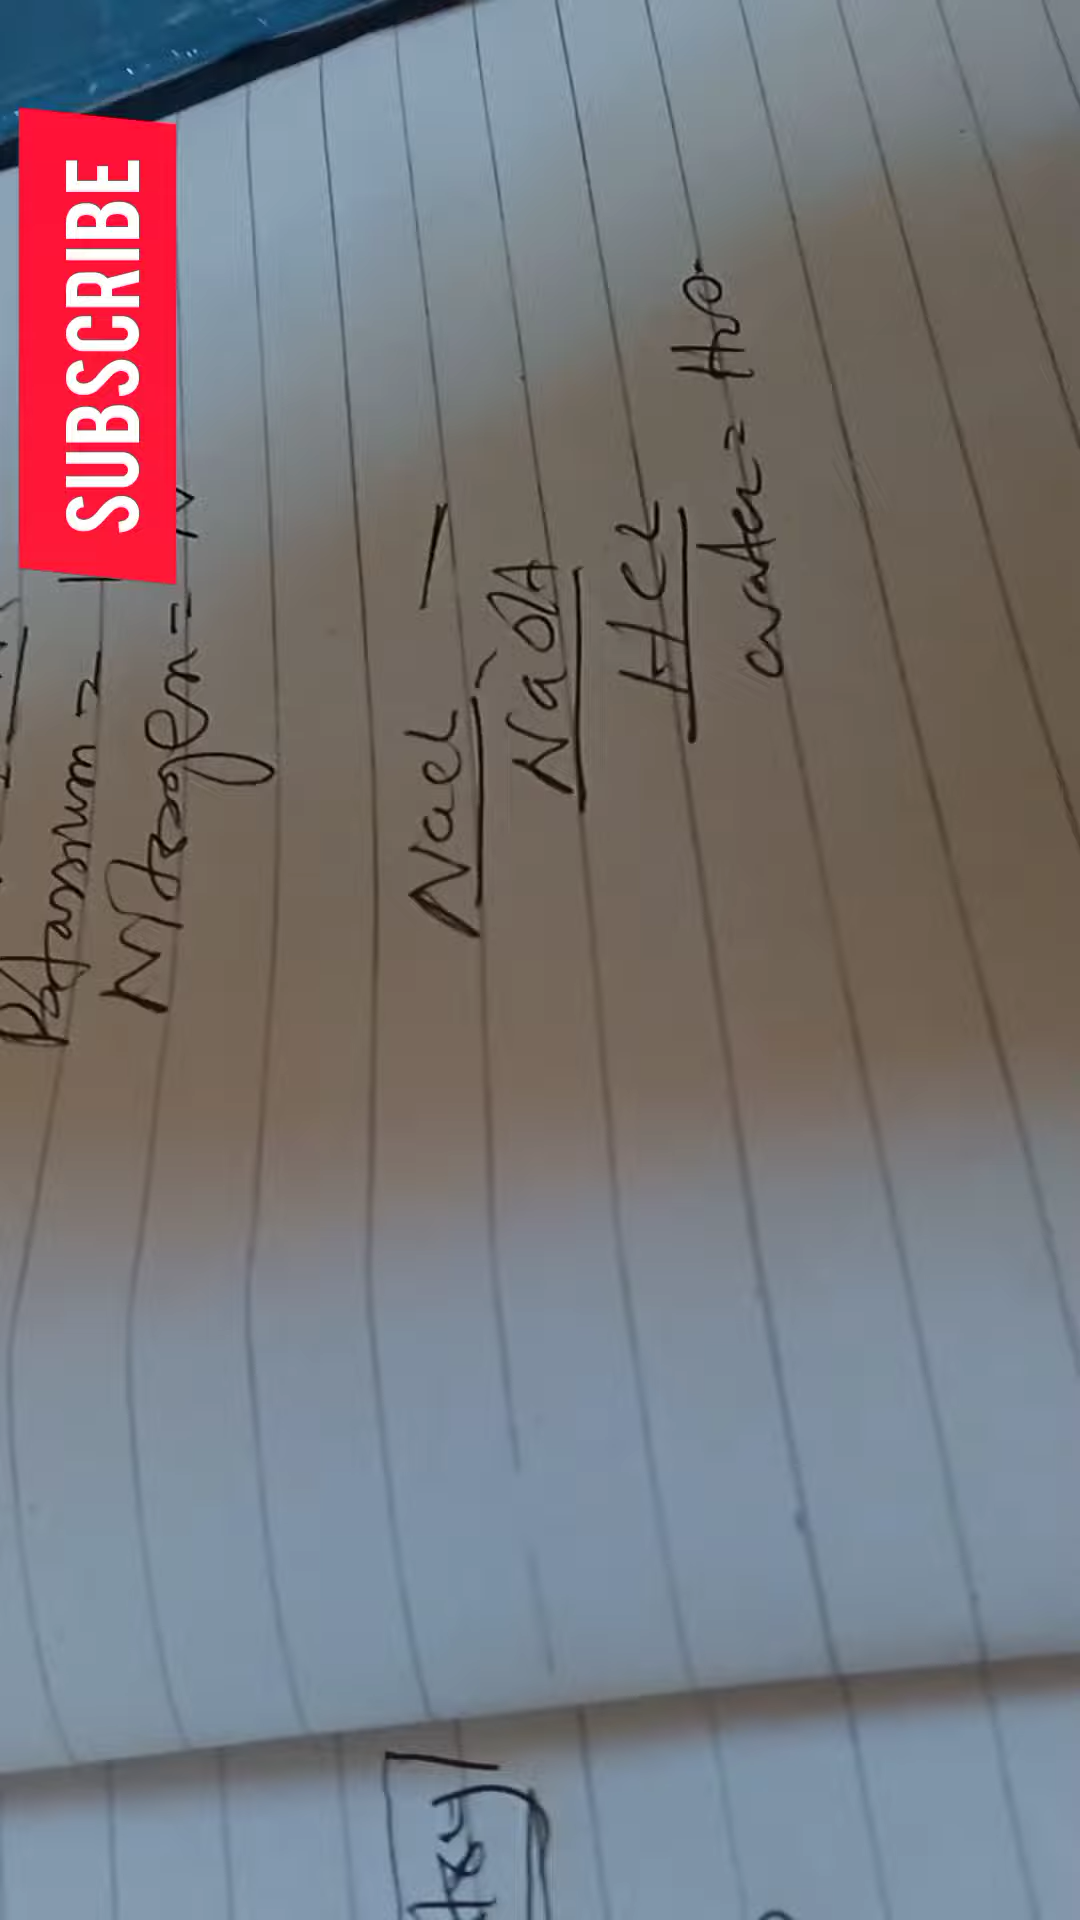 SUBSCRIBE
Potassium =
Nitrogen = N
Nacl -
NaOH
HCL
water = H2O